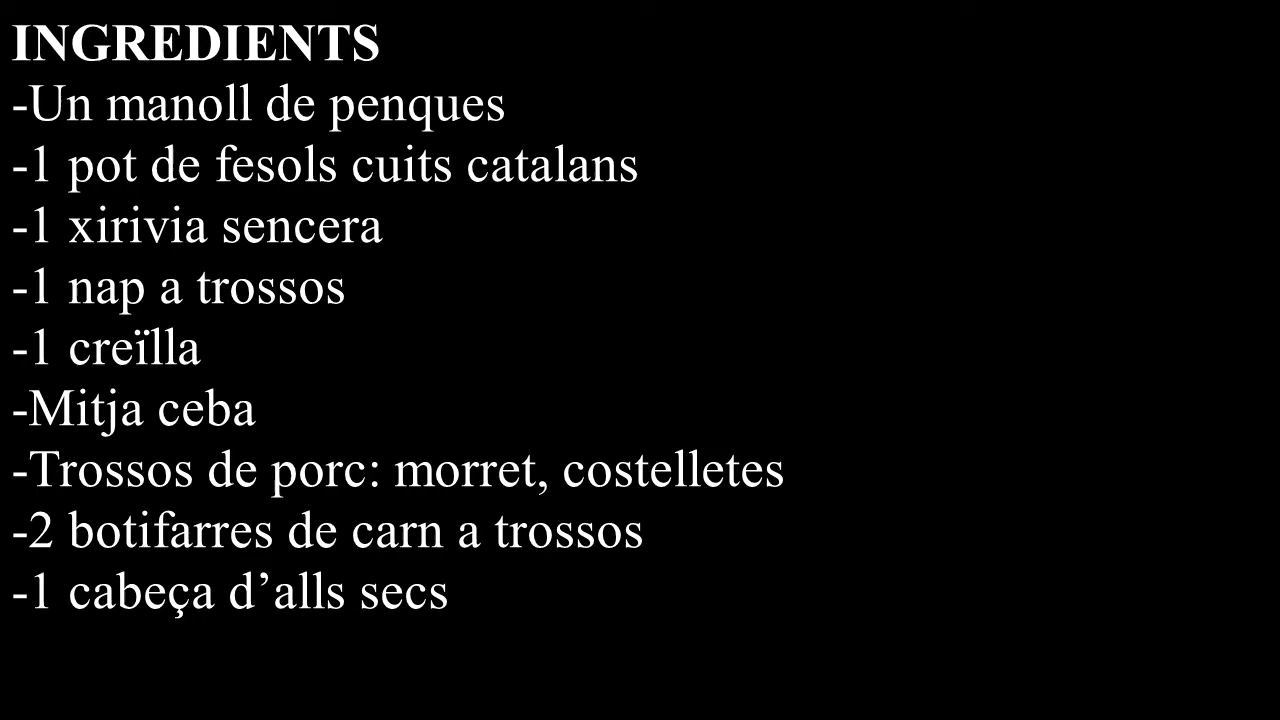 INGREDIENTS
-Un manoll de penques
-1 pot de fesols cuits catalans
-1 xirivia sencera
-1 nap a trossos
-1 creïlla
-Mitja ceba
-Trossos de porc: morret, costelletes
-2 botifarres de carn a trossos
-1 cabeça d’alls secs